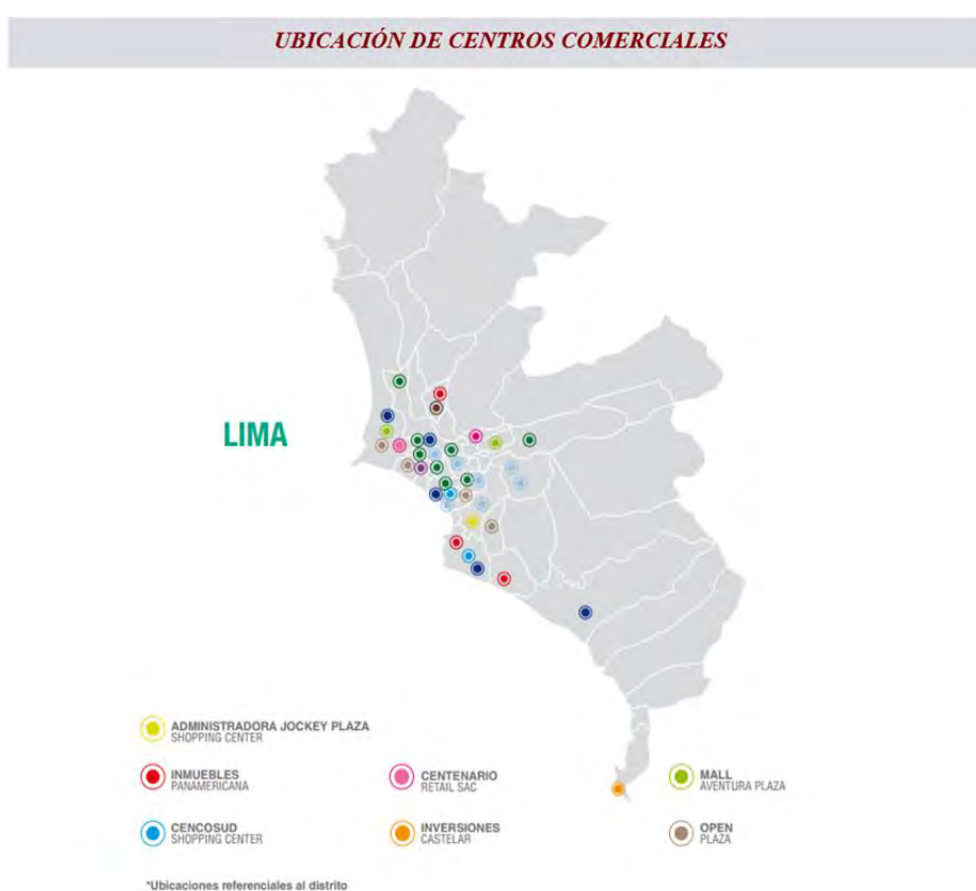 UBICACIÓN DE CENTROS COMERCIALES
LIMA
ADMINISTRADORA JOCKEY PLAZA
SHOPPING CENTER
INMUEBLES
PANAMERICANA
CENTENARIO
RETAIL SAC
MALL
AVENTURA PLAZA
CENCOSUD
SHOPPING CENTER
INVERSIONES
CASTELAR
OPEN
PLAZA
*Ubicaciones referenciales al distrito